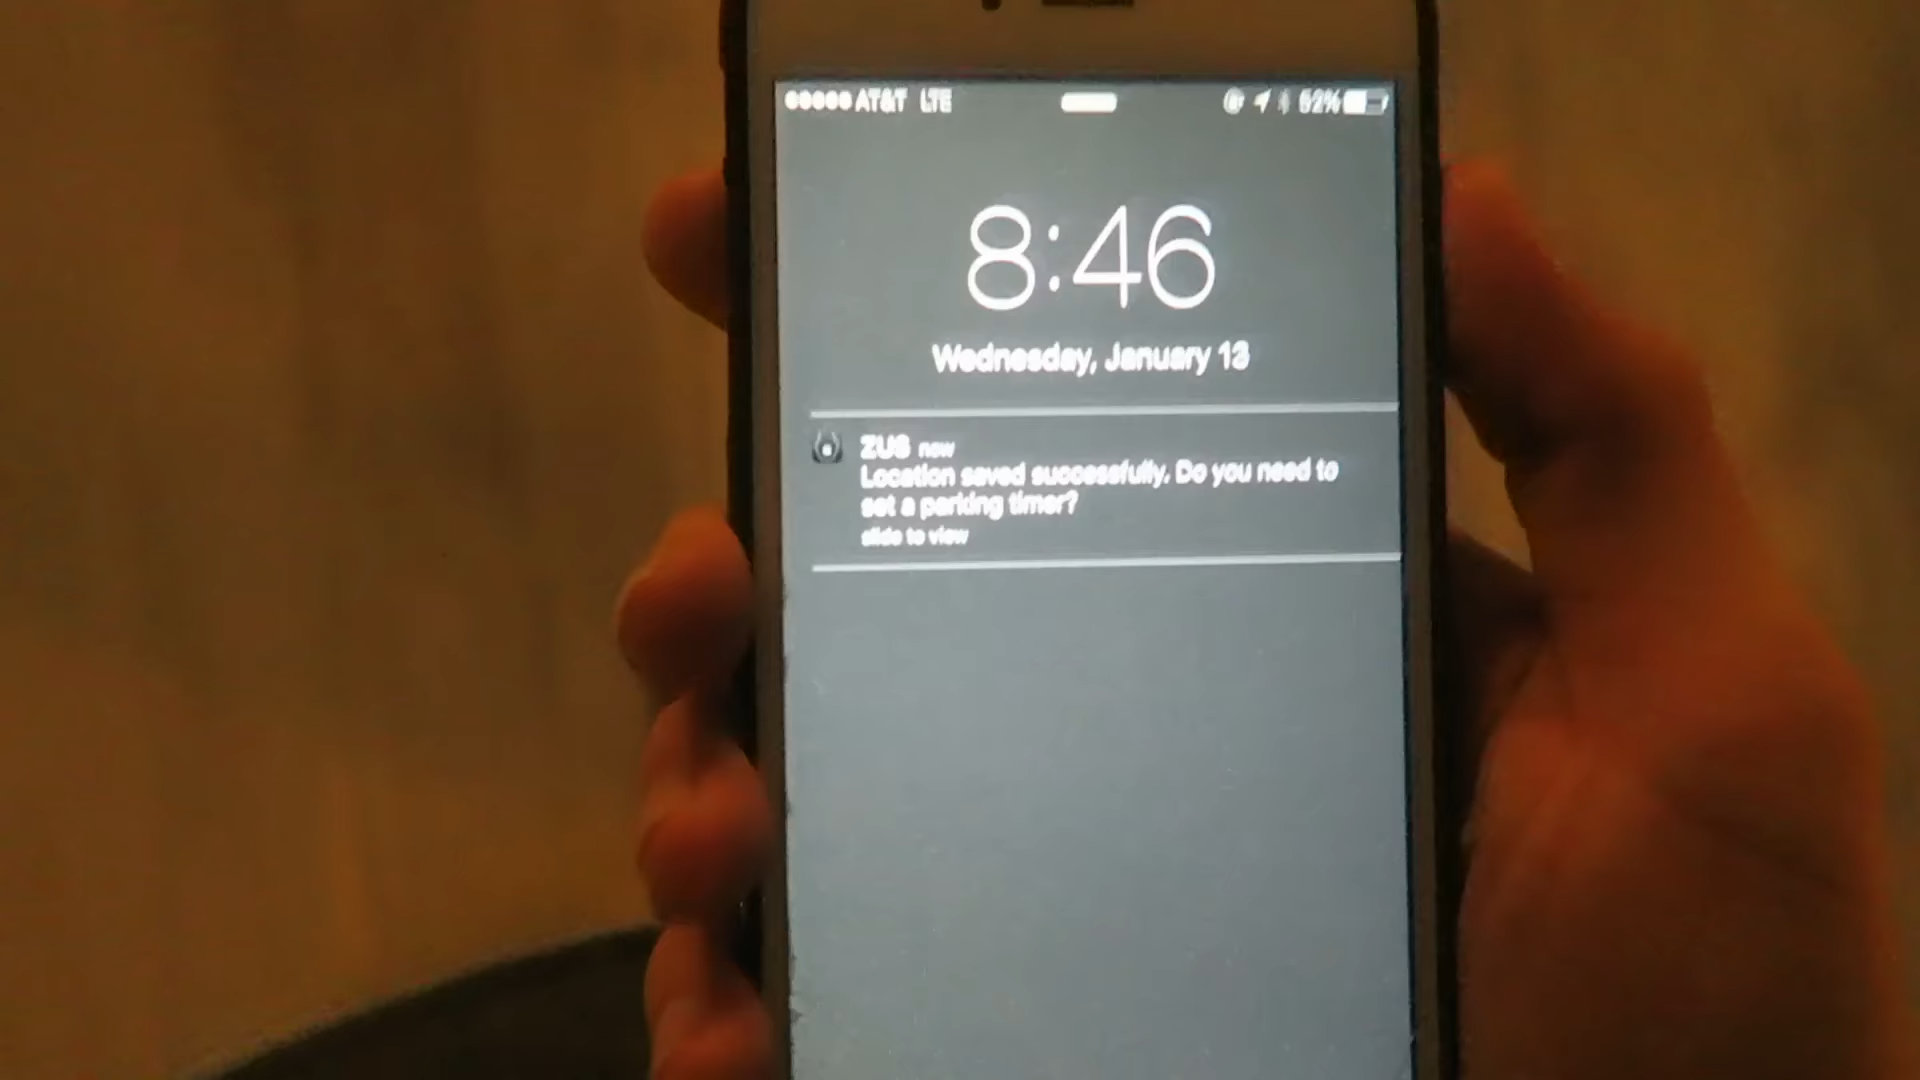 AT&T LTE 52%
8:46
Wednesday, January 13
ZUS now
Location saved successfully. Do you need to
set a parking timer?
slide to view